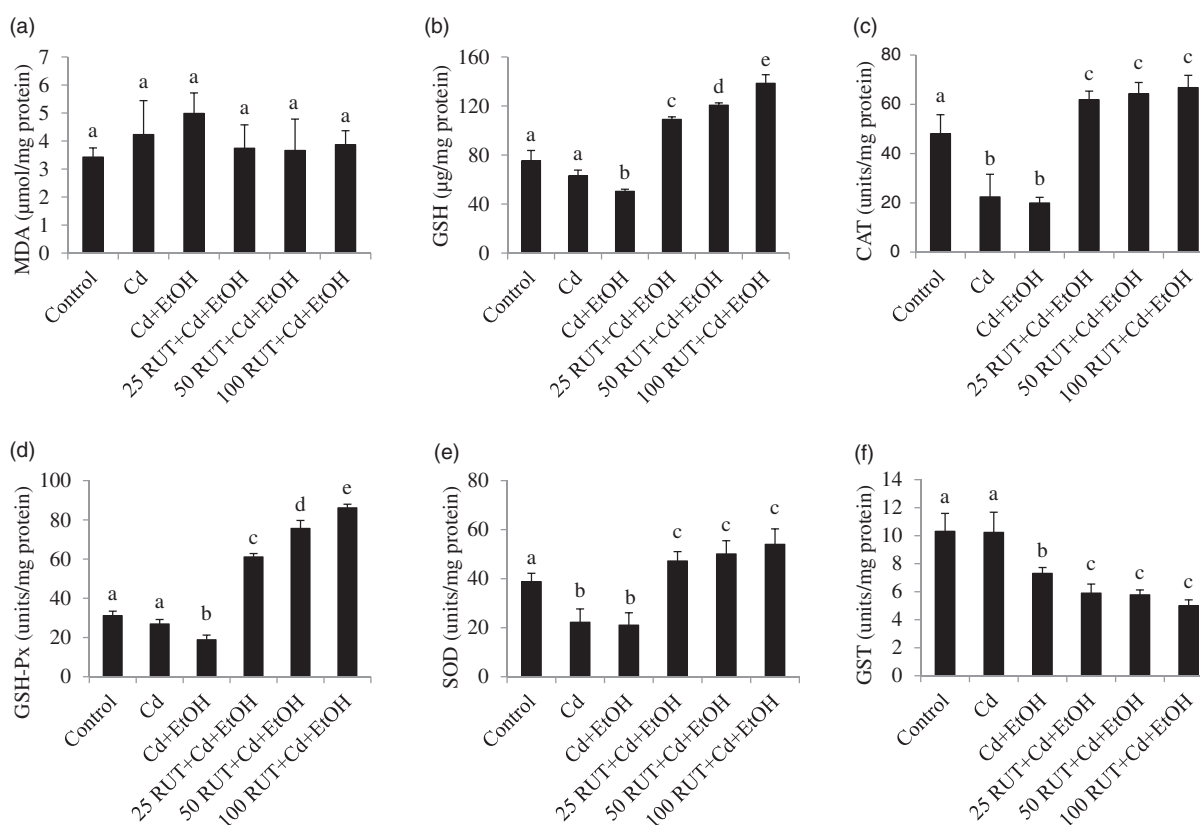 (a)
MDA (µmol/mg protein)
7
6
5
4
3
2
1
0
a
a
a
a
a
a
Control
Cd
Cd+EtOH
25 RUT+Cd+EtOH
50 RUT+Cd+EtOH
100 RUT+Cd+EtOH
(b)
GSH (µg/mg protein)
160
120
80
40
0
a
a
b
c
d
e
Control
Cd
Cd+EtOH
25 RUT+Cd+EtOH
50 RUT+Cd+EtOH
100 RUT+Cd+EtOH
(c)
CAT (units/mg protein)
80
60
40
20
0
a
b
b
c
c
c
Control
Cd
Cd+EtOH
25 RUT+Cd+EtOH
50 RUT+Cd+EtOH
100 RUT+Cd+EtOH
(d)
GSH-Px (units/mg protein)
100
80
60
40
20
0
a
a
b
c
d
e
Control
Cd
Cd+EtOH
25 RUT+Cd+EtOH
50 RUT+Cd+EtOH
100 RUT+Cd+EtOH
(e)
SOD (units/mg protein)
80
60
40
20
0
a
b
b
c
c
c
Control
Cd
Cd+EtOH
25 RUT+Cd+EtOH
50 RUT+Cd+EtOH
100 RUT+Cd+EtOH
(f)
GST (units/mg protein)
14
12
10
8
6
4
2
0
a
a
b
c
c
c
Control
Cd
Cd+EtOH
25 RUT+Cd+EtOH
50 RUT+Cd+EtOH
100 RUT+Cd+EtOH